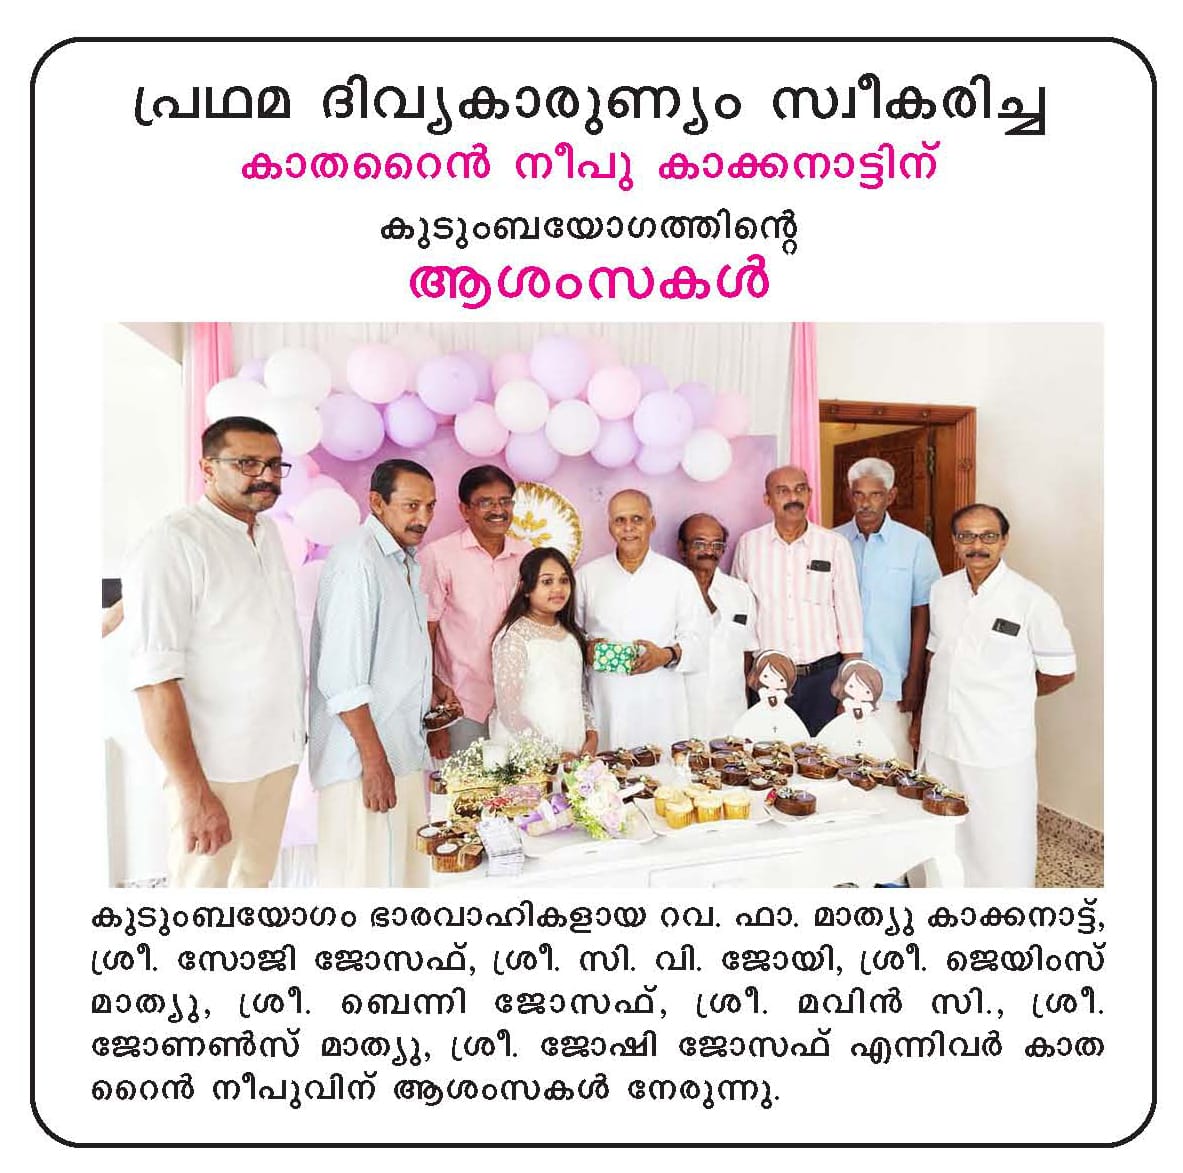 പ്രഥമ ദിവ്യകാരുണ്യം സ്വീകരിച്ച
കാതറൈൻ നീപു കാക്കനാട്ടിന്
കുടുംബയോഗത്തിന്റെ
ആശംസകൾ
കുടുംബയോഗം ഭാരവാഹികളായ റവ. ഫാ. മാത്യു കാക്കനാട്ട്,
ശ്രീ. സോജി ജോസഫ്, ശ്രീ. സി. വി. ജോയി, ശ്രീ. ജെയിംസ്
മാത്യു, ശ്രീ. ബെന്നി ജോസഫ്, ശ്രീ. മവിൻ സി., ശ്രീ.
ജോണൺസ് മാത്യു, ശ്രീ. ജോഷി ജോസഫ് എന്നിവർ കാത
റൈൻ നീപുവിന് ആശംസകൾ നേരുന്നു.